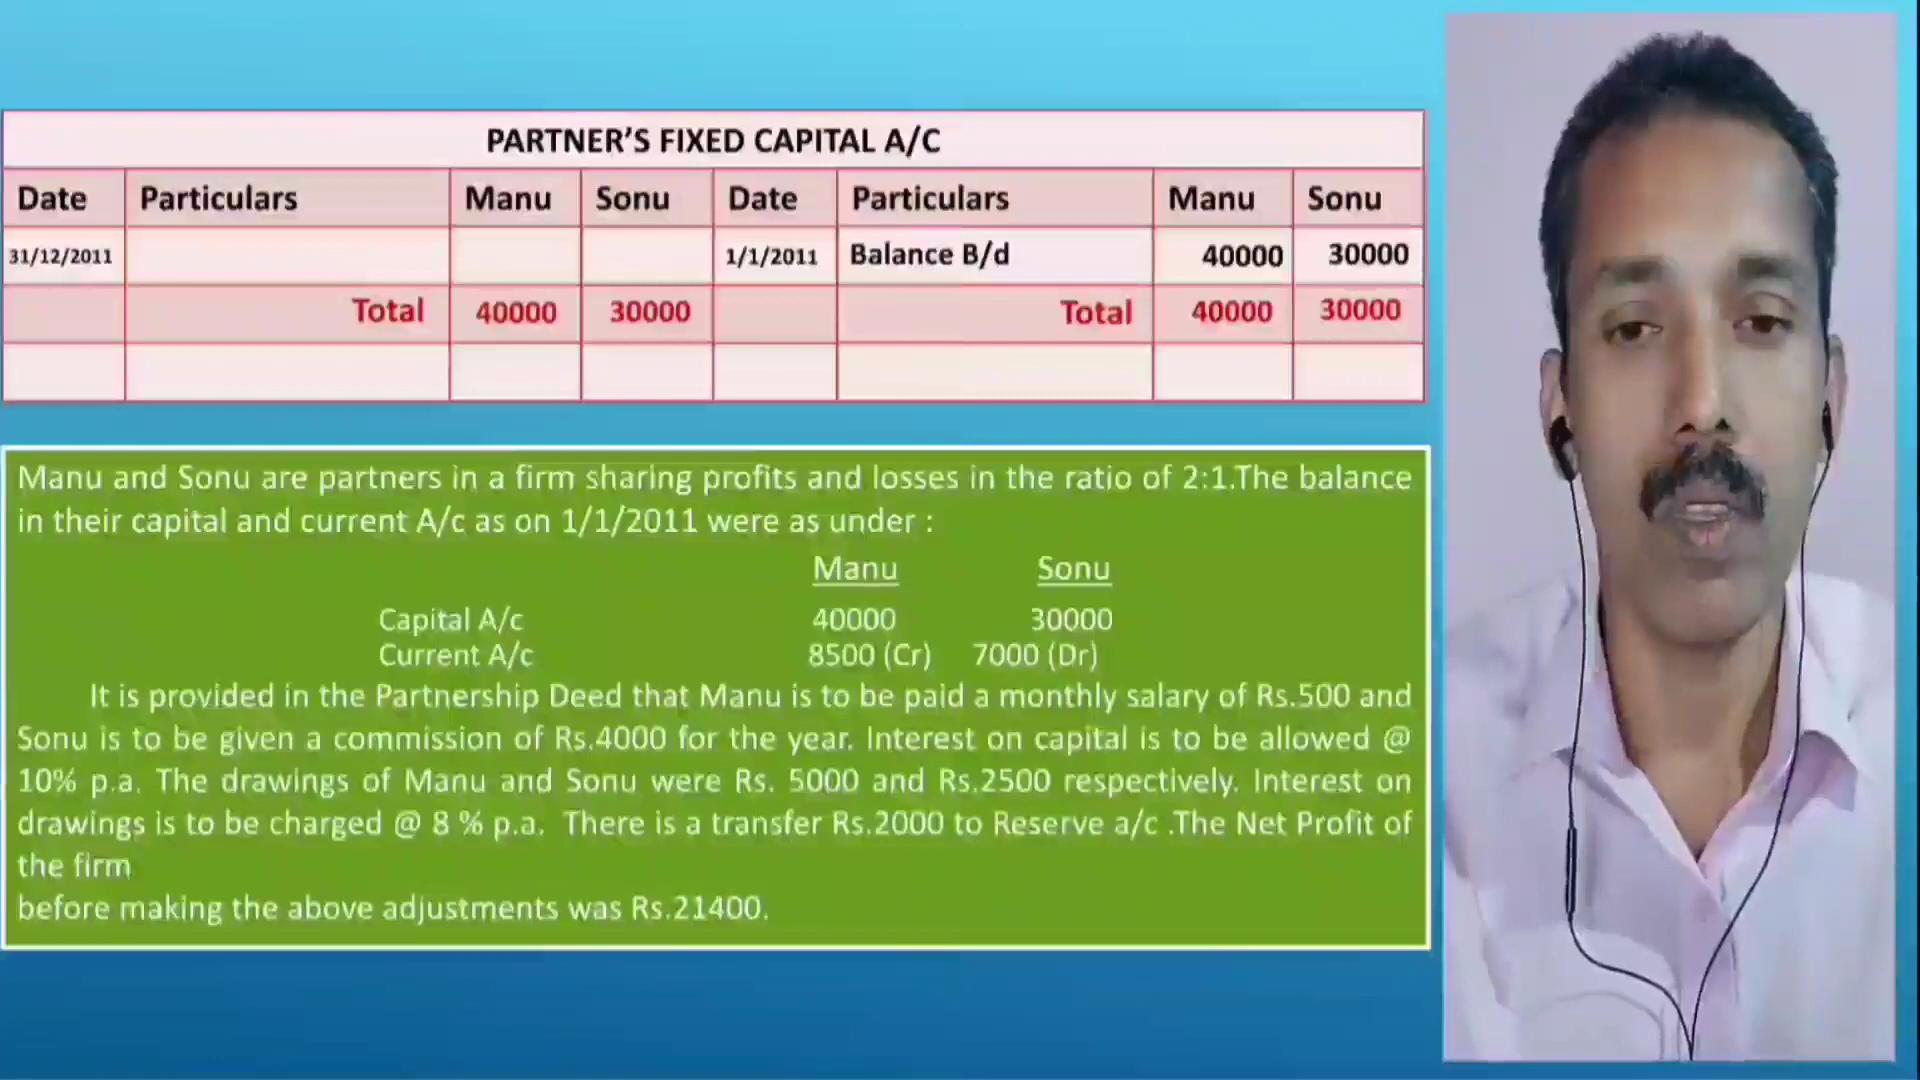 PARTNER’S FIXED CAPITAL A/C
Date Particulars Manu Sonu Date Particulars Manu Sonu
31/12/2011 1/1/2011 Balance B/d 40000 30000
Total 40000 30000 Total 40000 30000
Manu and Sonu are partners in a firm sharing profits and losses in the ratio of 2:1.The balance
in their capital and current A/c as on 1/1/2011 were as under :
Manu Sonu
Capital A/c 40000 30000
Current A/c 8500 (Cr) 7000 (Dr)
It is provided in the Partnership Deed that Manu is to be paid a monthly salary of Rs.500 and
Sonu is to be given a commission of Rs.4000 for the year. Interest on capital is to be allowed @
10% p.a. The drawings of Manu and Sonu were Rs. 5000 and Rs.2500 respectively. Interest on
drawings is to be charged @ 8 % p.a. There is a transfer Rs.2000 to Reserve a/c .The Net Profit of
the firm
before making the above adjustments was Rs.21400.